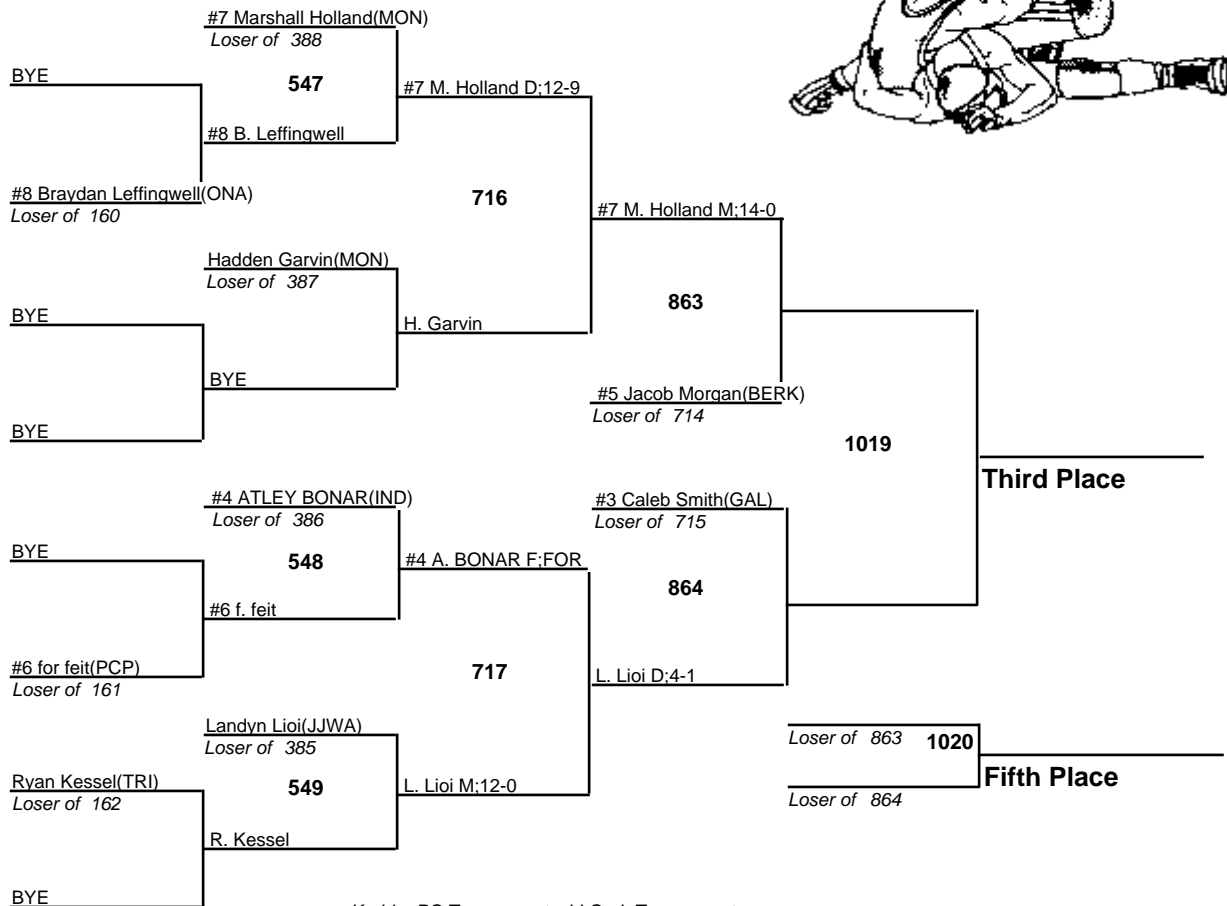 #7 Marshall Holland(MON)
Loser of 388
BYE
547
#7 M. Holland D;12-9
#8 B. Leffingwell
#8 Braydan Leffingwell(ONA)
Loser of 160
716
#7 M. Holland M;14-0
Hadden Garvin(MON)
Loser of 387
863
BYE
H. Garvin
BYE
#5 Jacob Morgan(BERK)
Loser of 714
BYE
1019
Third Place
#4 ATLEY BONAR(IND)
Loser of 386
#3 Caleb Smith(GAL)
Loser of 715
BYE
548
#4 A. BONAR F;FOR
864
#6 f. feit
#6 for feit(PCP)
Loser of 161
717
L. Lioi D;4-1
Landyn Lioi(JJWA)
Loser of 385
Loser of 863
1020
Ryan Kessel(TRI)
Loser of 162
549
L. Lioi M;12-0
Fifth Place
Loser of 864
R. Kessel
BYE